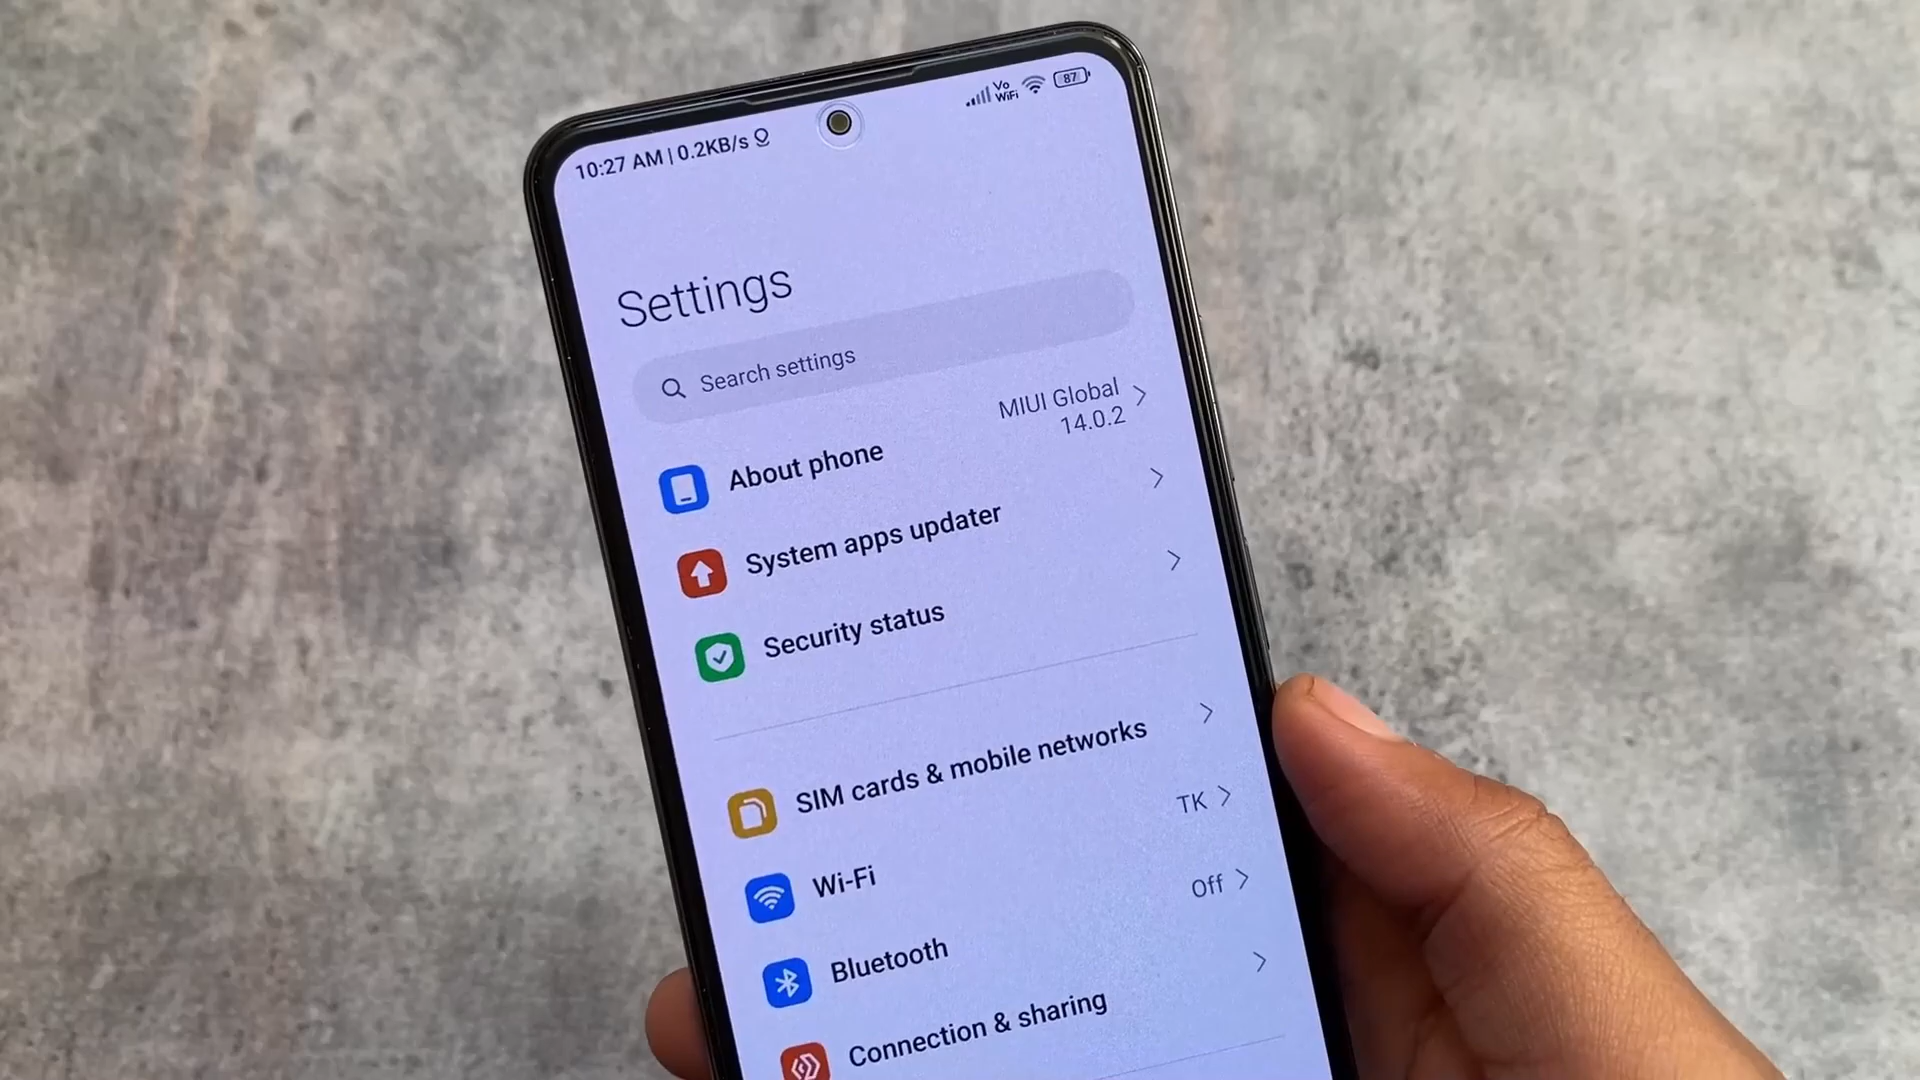 10:27 AM | 0.2KB/s
Vo
WiFi
87
Settings
Search settings
About phone
MIUI Global
14.0.2
System apps updater
Security status
SIM cards & mobile networks
Wi-Fi
TK
Bluetooth
Off
Connection & sharing